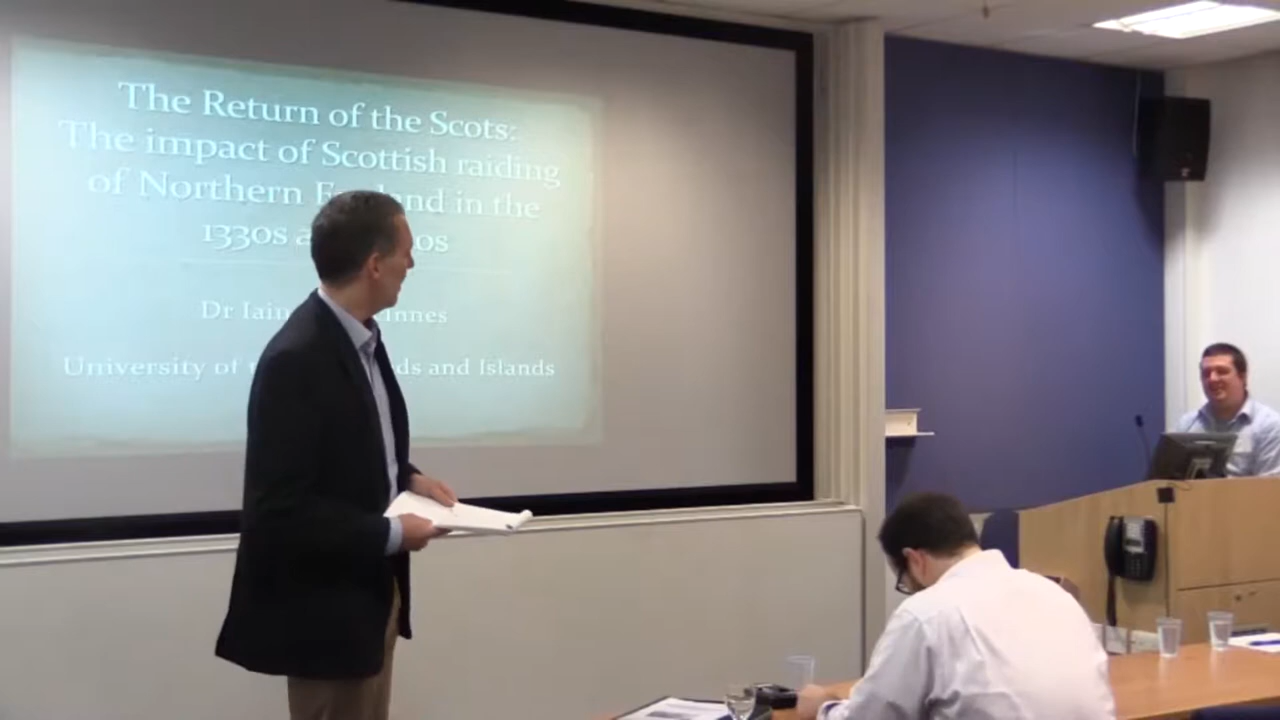 The Return of the Scots:
The impact of Scottish raiding
of Northern and in the
1330s
Dr Iain
University of and Islands